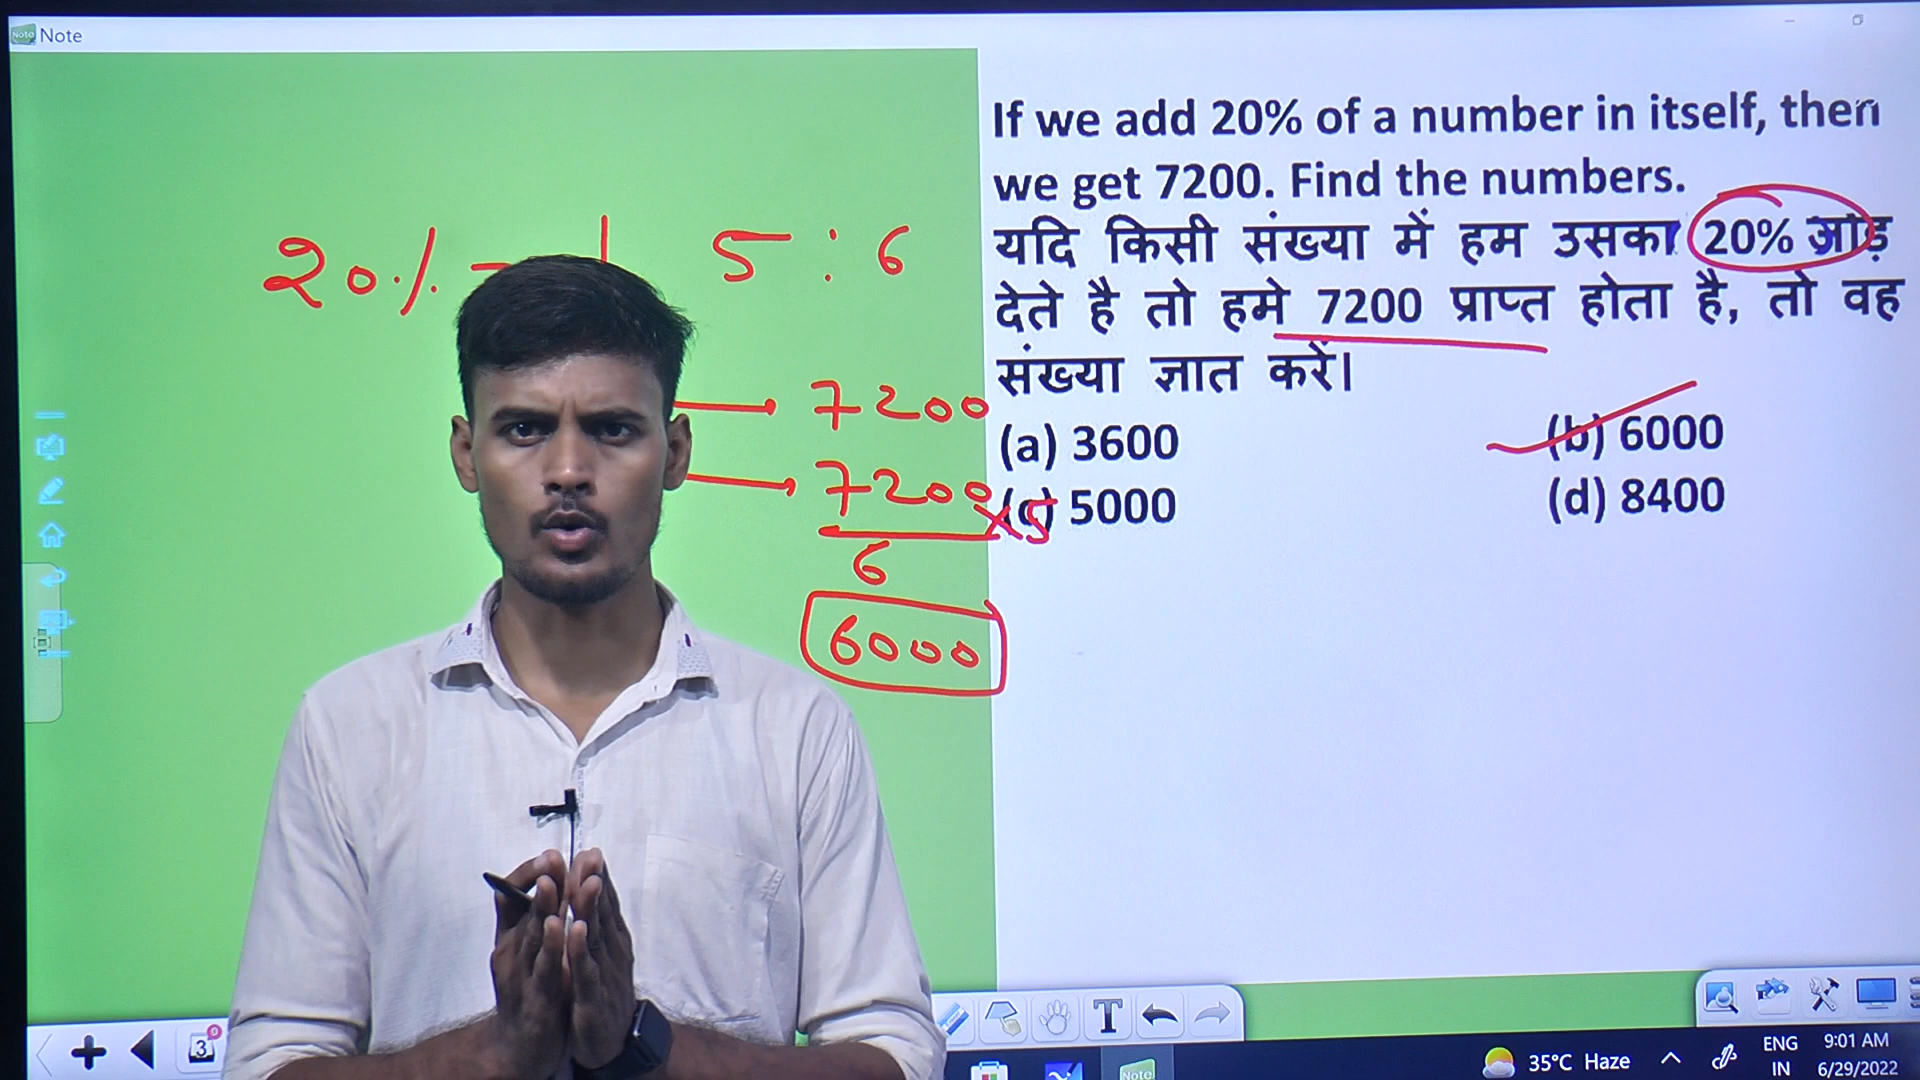 Note
If we add 20% of a number in itself, then
we get 7200. Find the numbers.
यदि किसी संख्या में हम उसका 20% जोड़
देते है तो हमे 7200 प्राप्त होता है, तो वह
संख्या ज्ञात करें।
(a) 3600 (b) 6000
(c) 5000 (d) 8400
20% 5 : 6
7200
7200 × 5
6
6000
3
T
35°C Haze
ENG
IN
9:01 AM
6/29/2022
Note